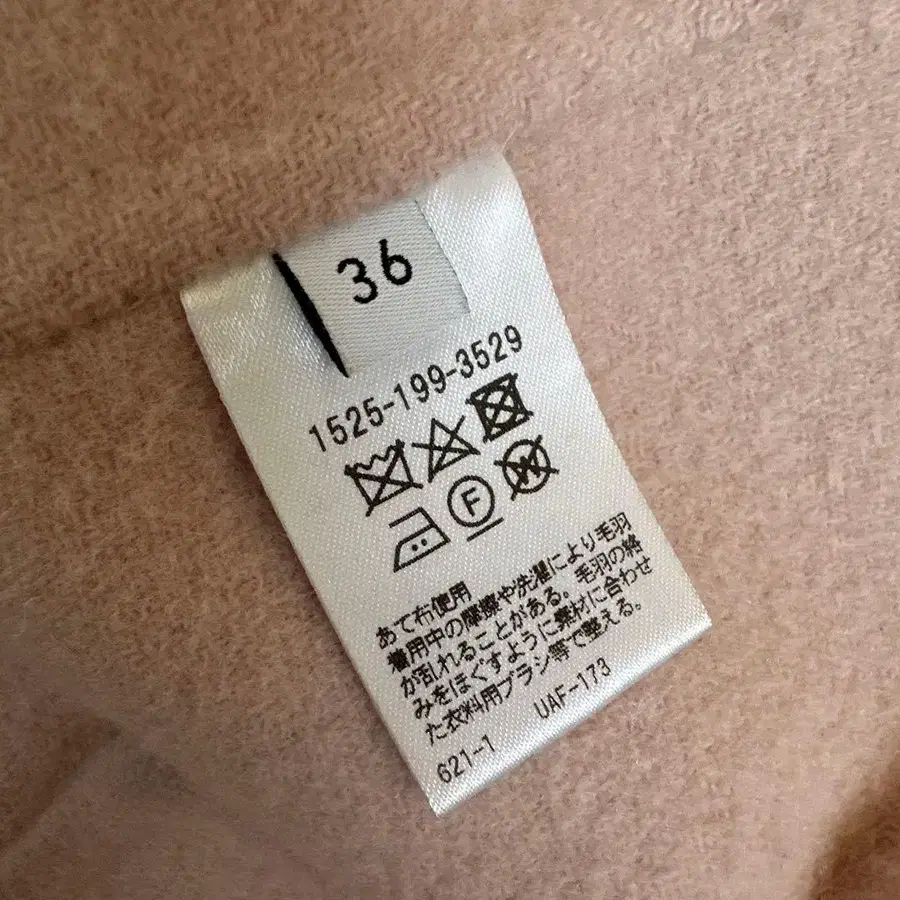 36
1525-199-3529
F
W
あて布使用
着用中の摩擦や洗濯により毛羽
が乱れることがある。毛羽の絡
みをほぐすように素材に合わせ
た衣料用ブラシ等で整える。
621-1 UAF-173